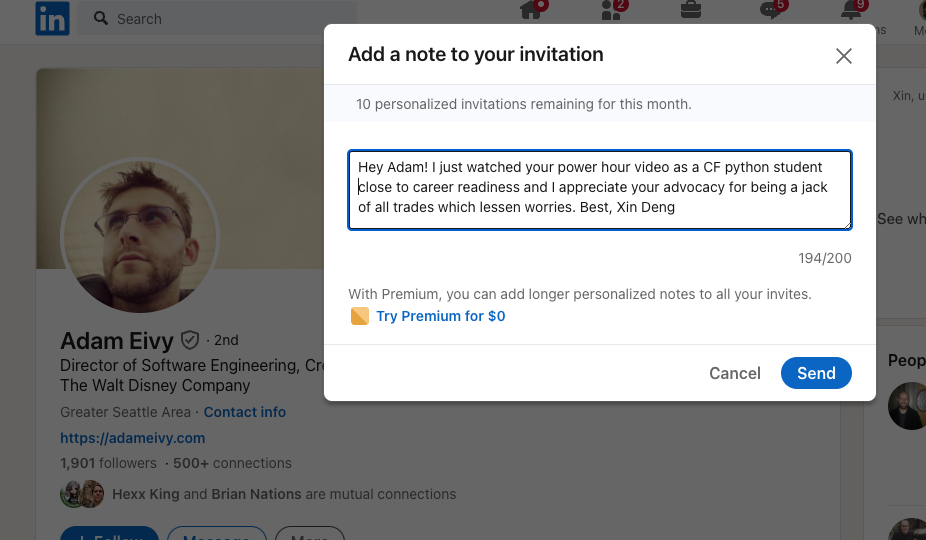 in
Search
2
5
9
Add a note to your invitation
10 personalized invitations remaining for this month.
Hey Adam! I just watched your power hour video as a CF python student
close to career readiness and I appreciate your advocacy for being a jack
of all trades which lessen worries. Best, Xin Deng
194/200
With Premium, you can add longer personalized notes to all your invites.
Try Premium for $0
Cancel
Send
Xin, u
See wh
Peop
Adam Eivy · 2nd
Director of Software Engineering, Cre
The Walt Disney Company
Greater Seattle Area · Contact info
https://adameivy.com
1,901 followers · 500+ connections
Hexx King and Brian Nations are mutual connections
+ Follow
Message
More